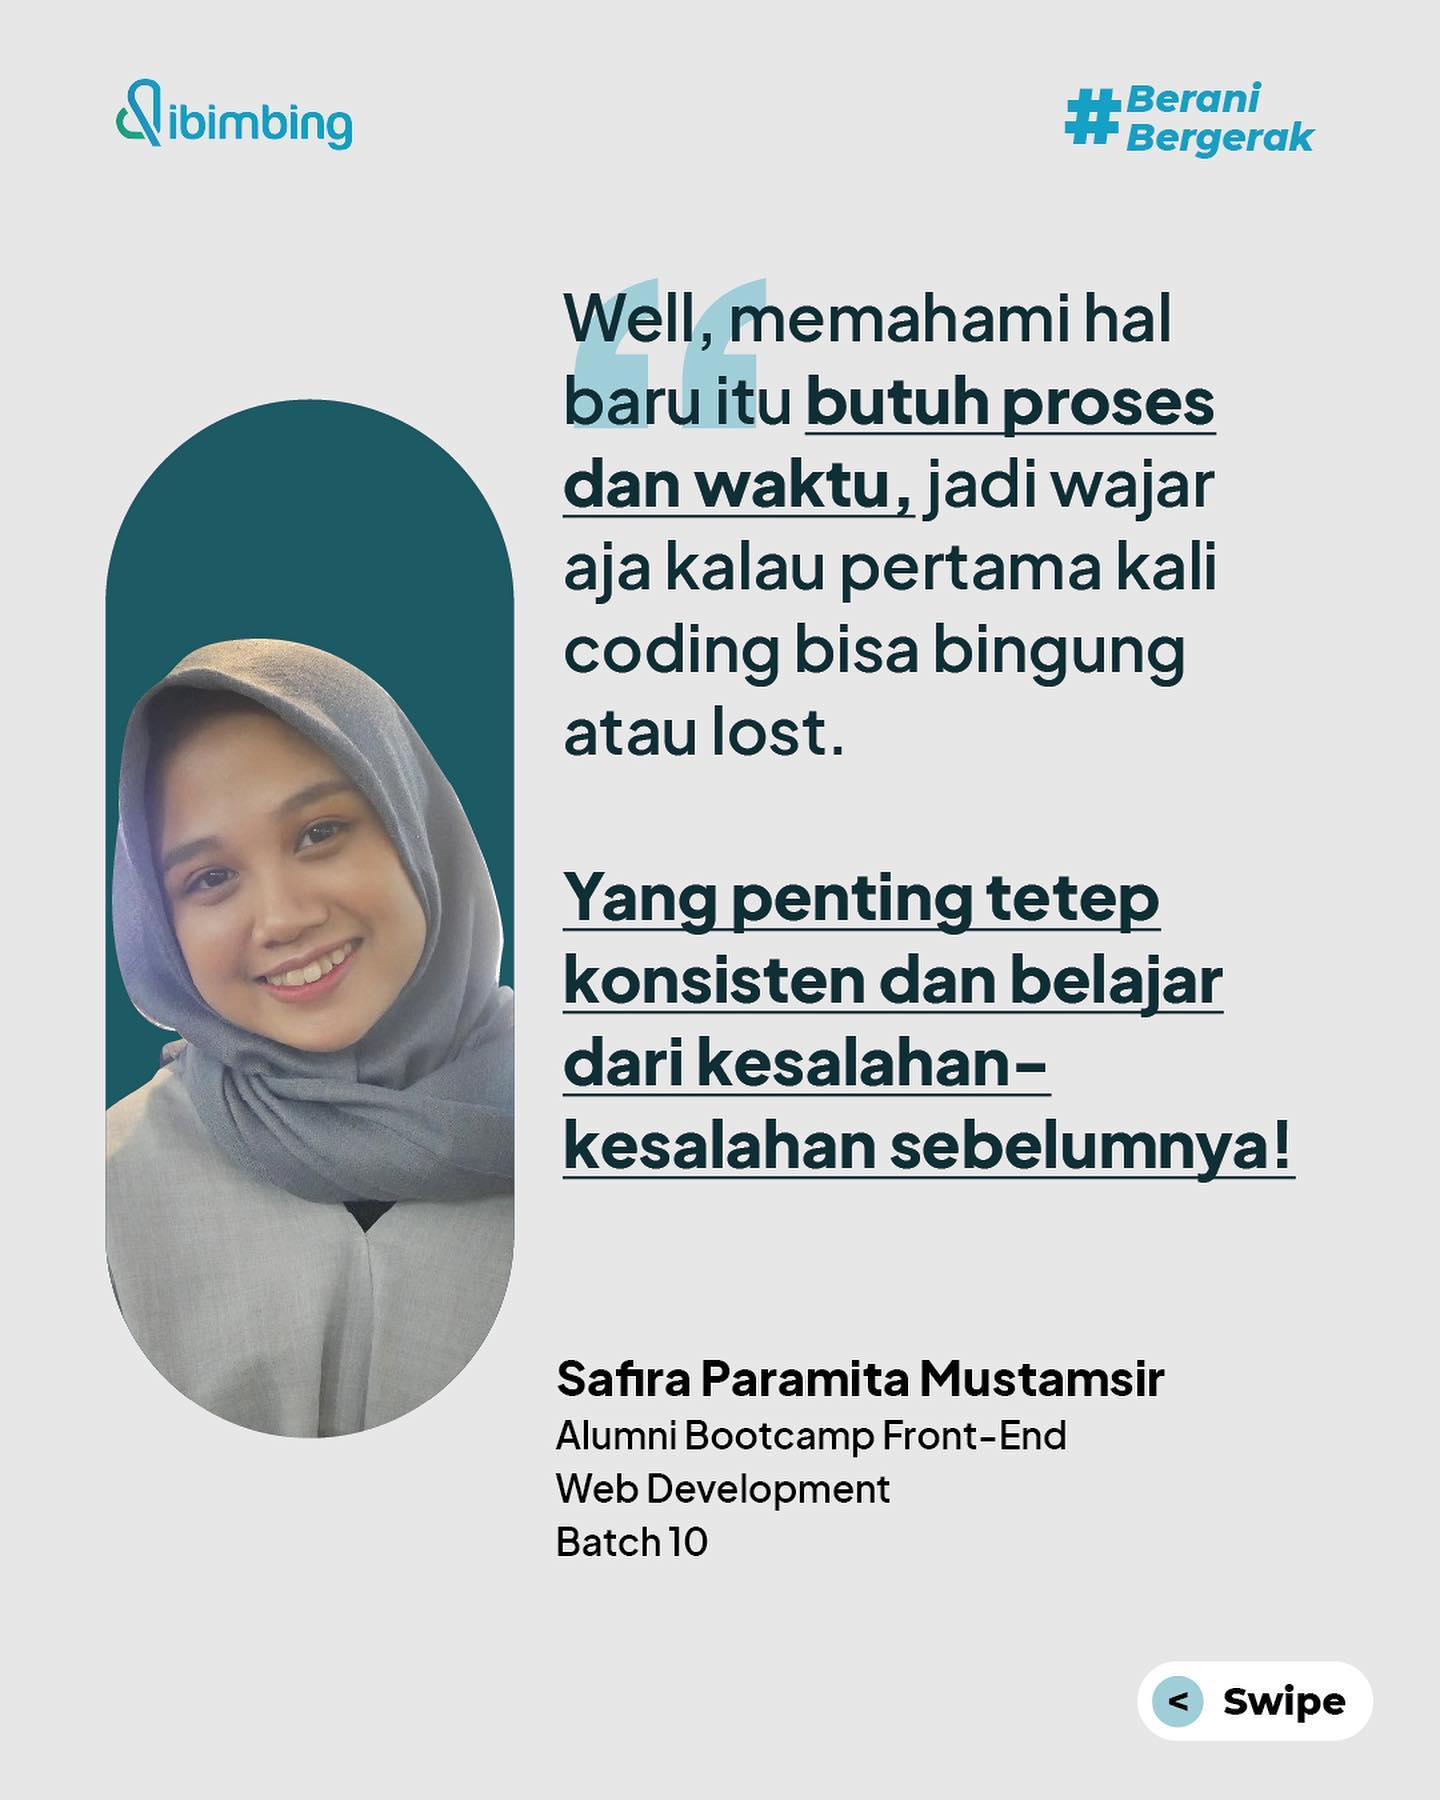 dibimbing
#Berani
Bergerak
Well, memahami hal
baru itu butuh proses
dan waktu, jadi wajar
aja kalau pertama kali
coding bisa bingung
atau lost.
Yang penting tetep
konsisten dan belajar
dari kesalahan-
kesalahan sebelumnya!
Safira Paramita Mustamsir
Alumni Bootcamp Front-End
Web Development
Batch 10
< Swipe